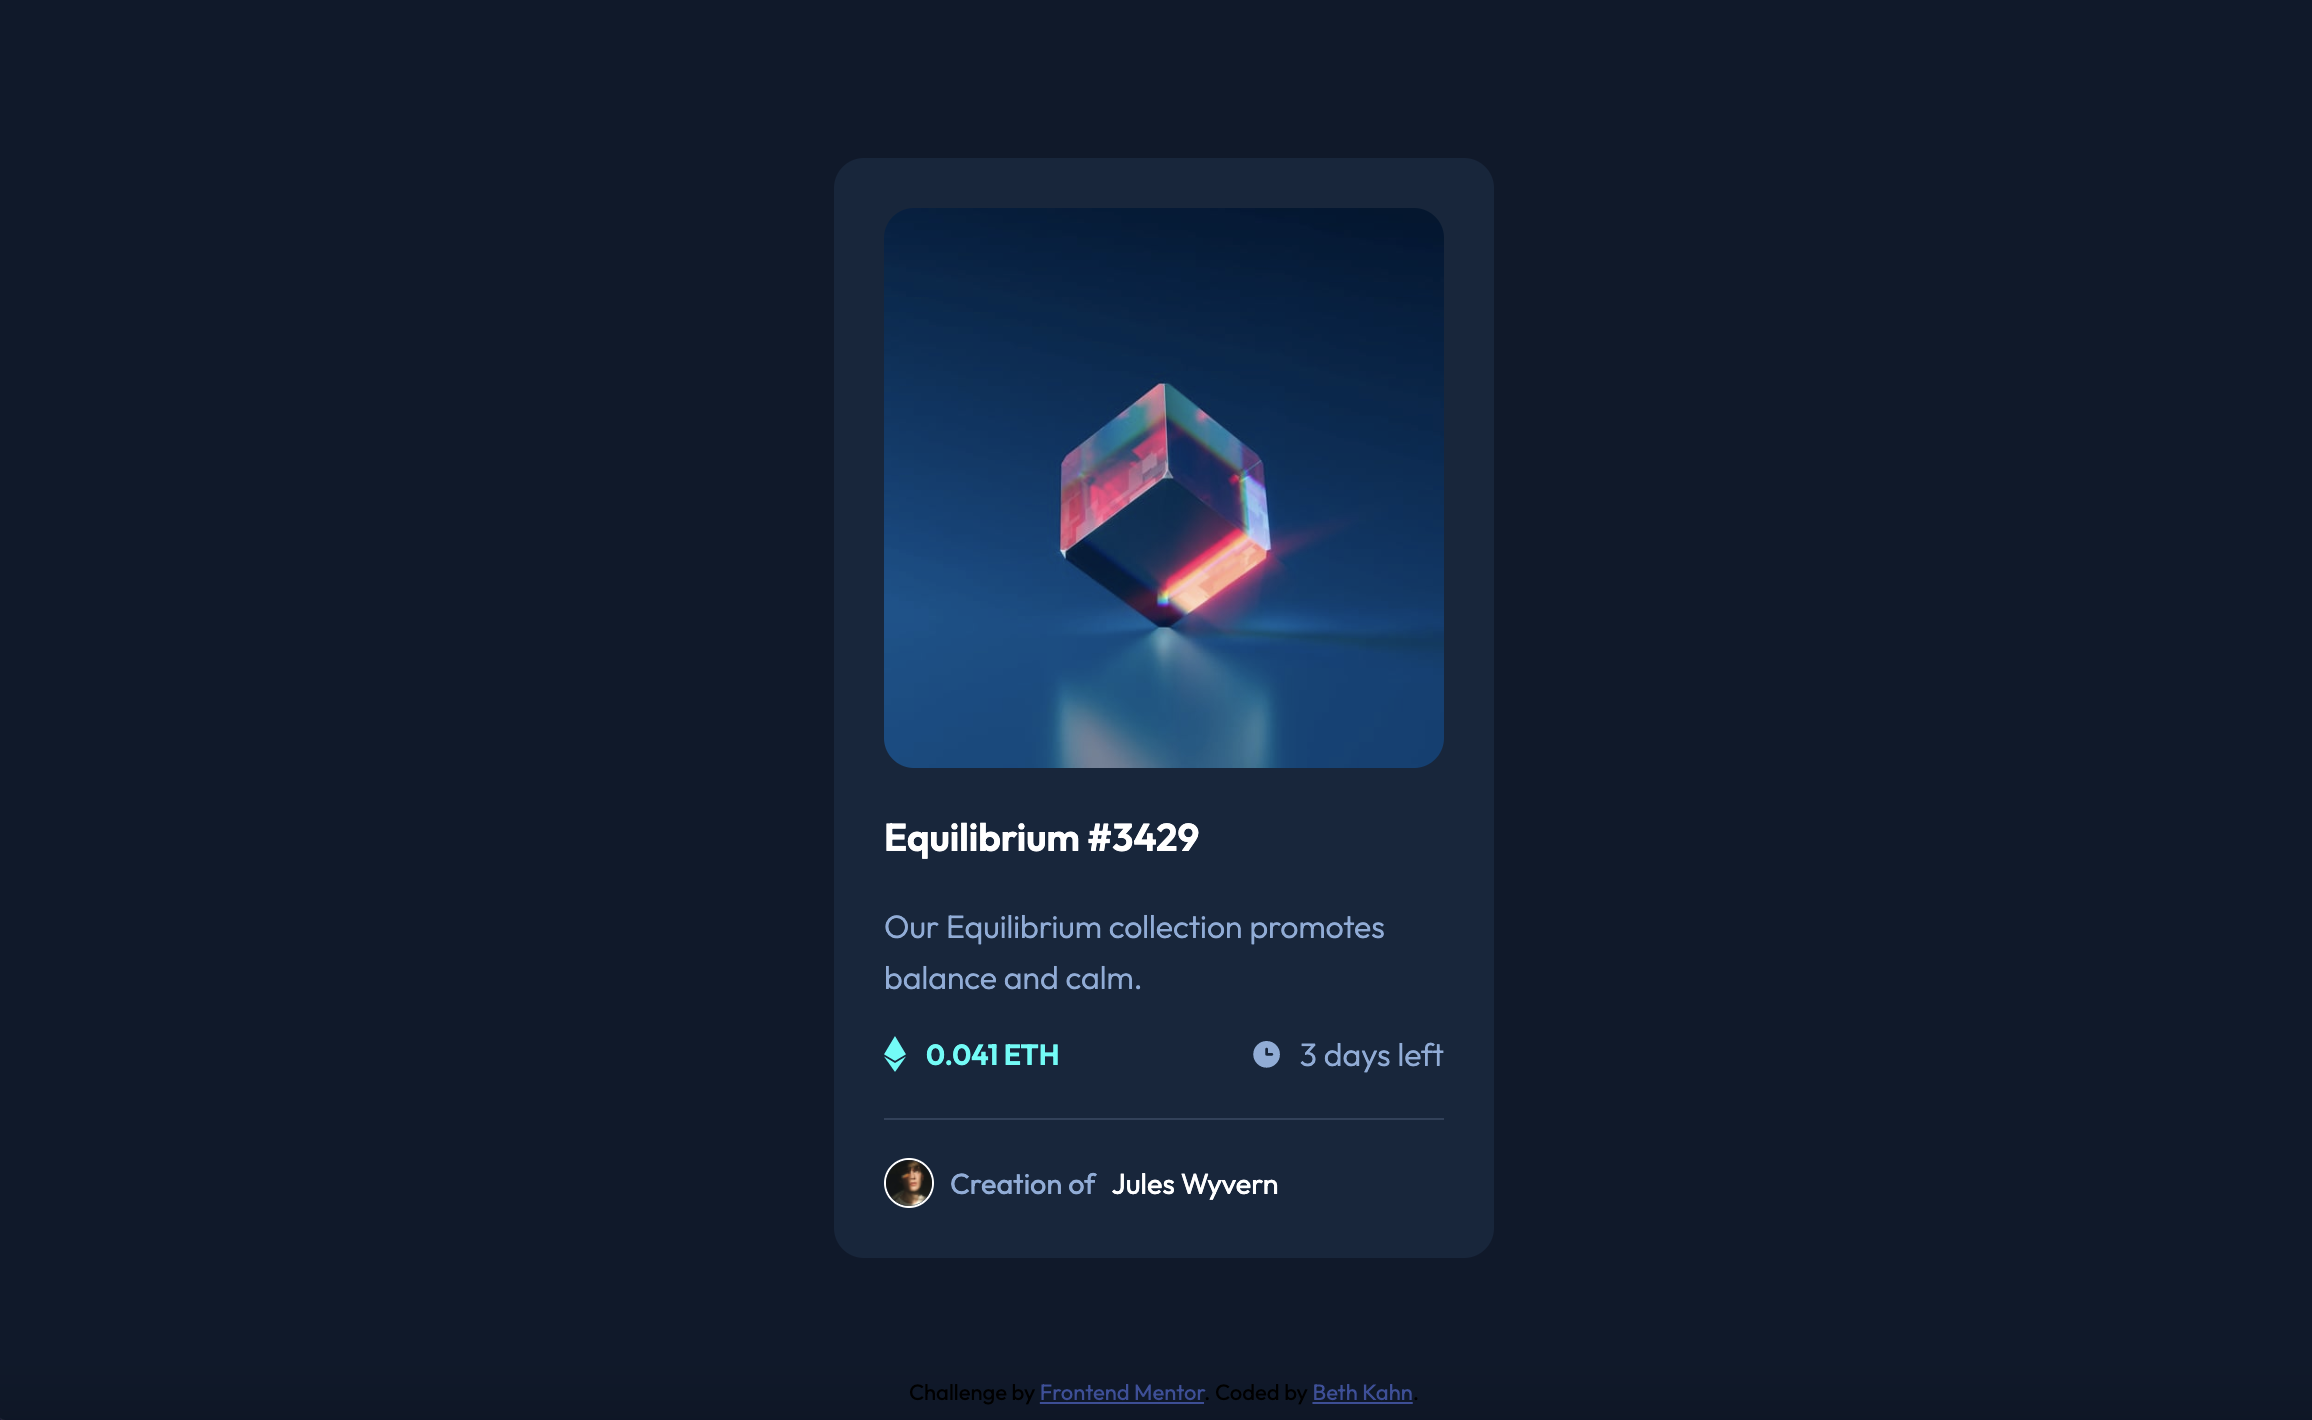 Equilibrium #3429
Our Equilibrium collection promotes
balance and calm.
0.041 ETH
3 days left
Creation of Jules Wyvern
Challenge by Frontend Mentor. Coded by Beth Kahn.